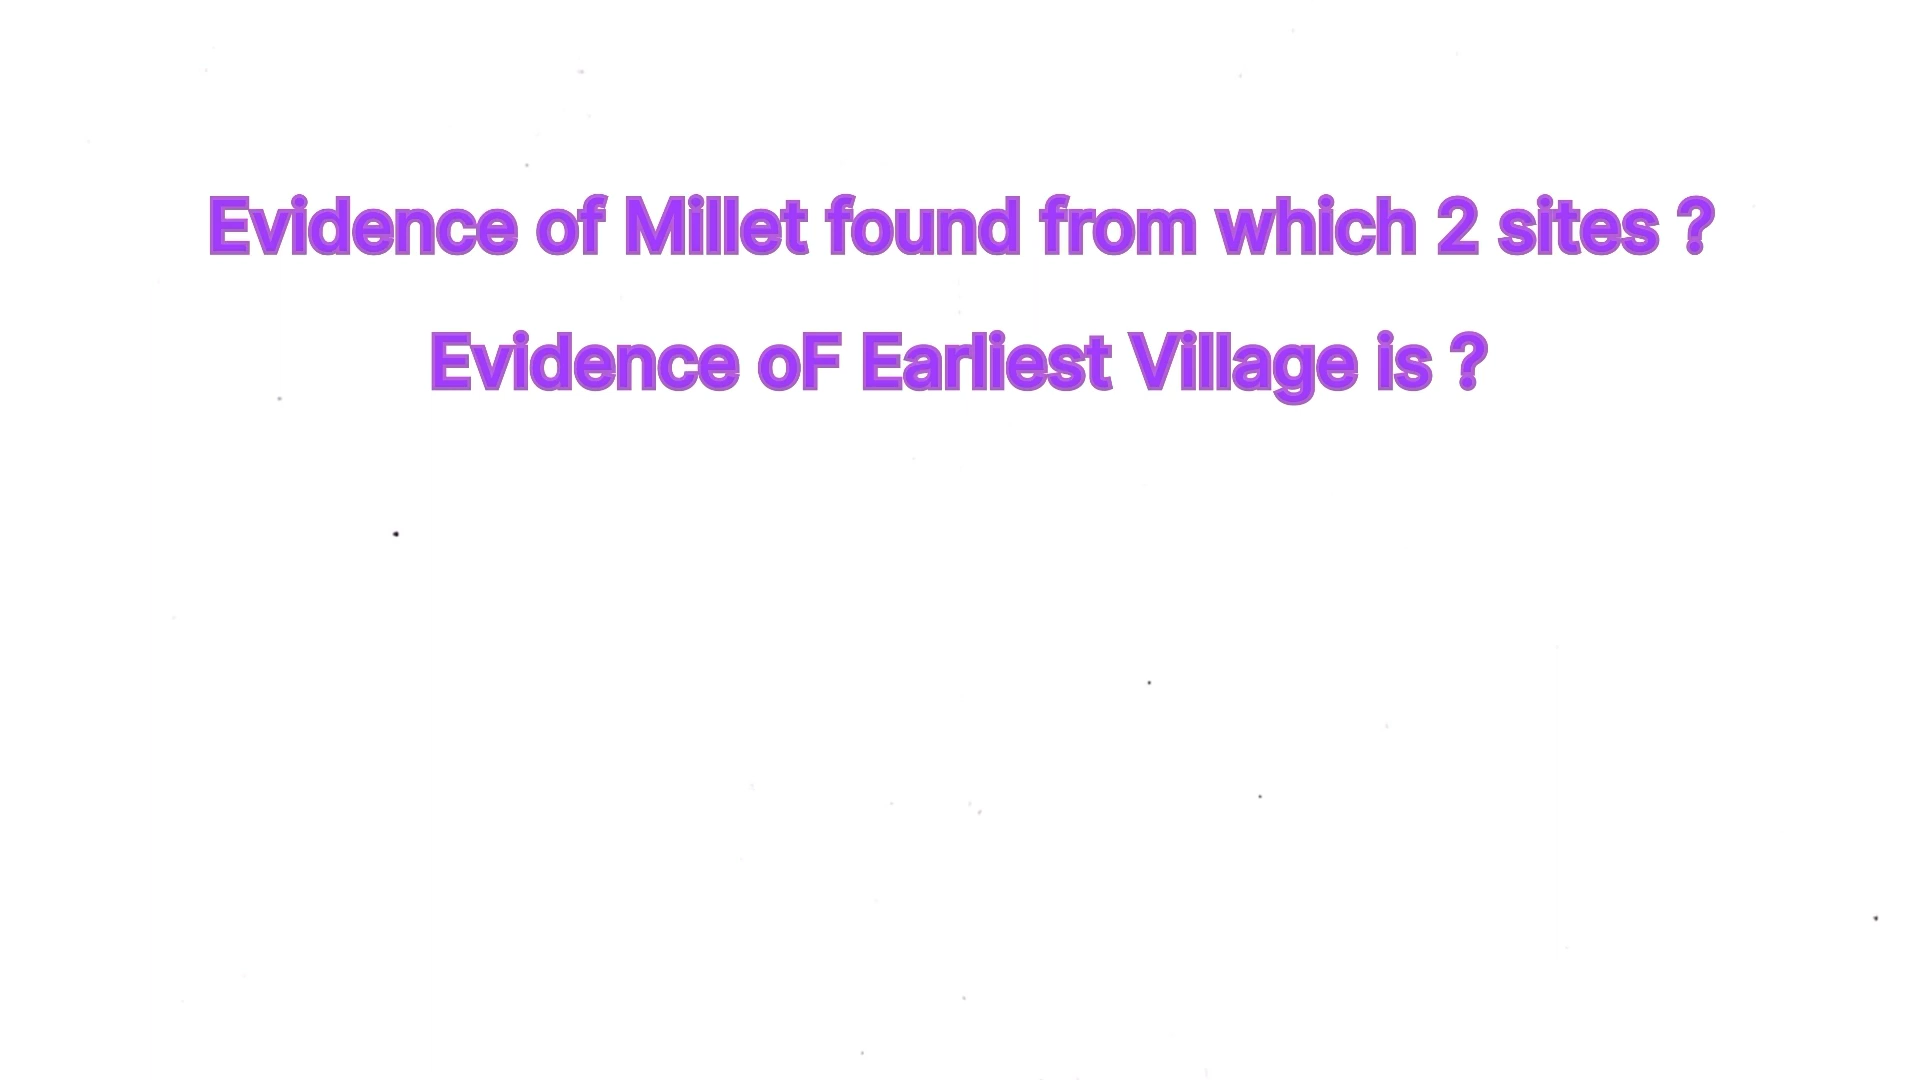 Evidence of Millet found from which 2 sites ?
Evidence oF Earliest Village is ?